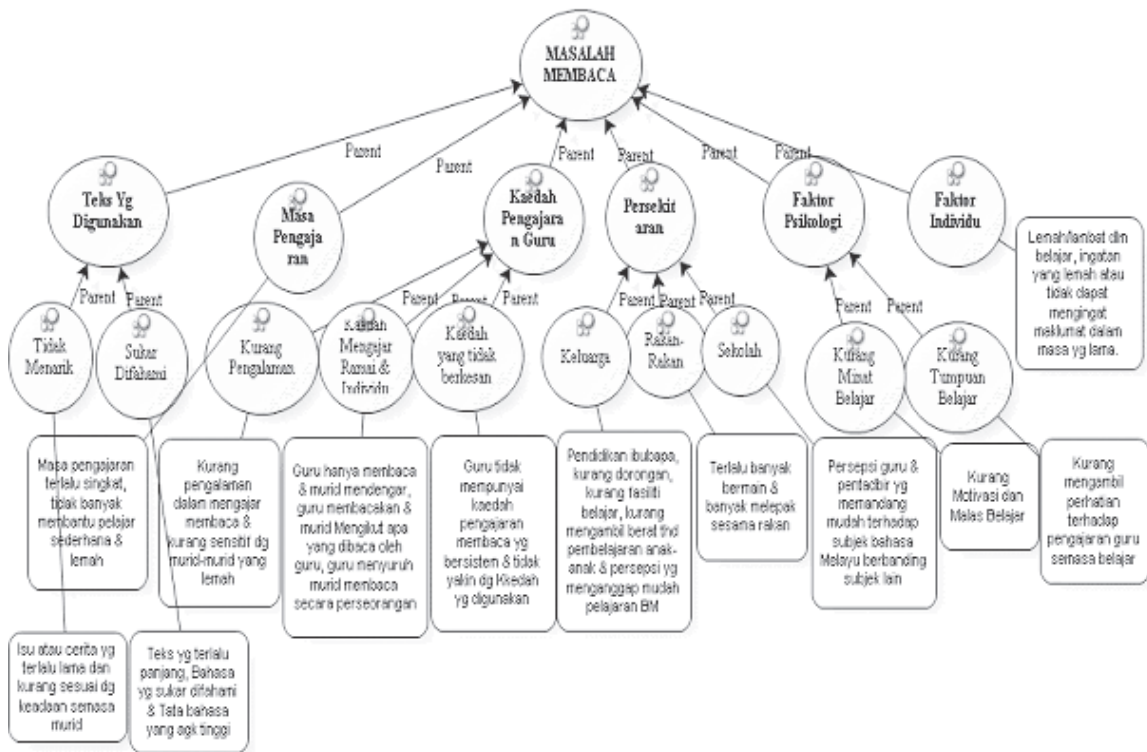 MASALAH
MEMBACA
Parent
Parent
Parent
Parent
Parent
Parent
Teks Yg
Digunakan
Masa
Pengaja
ran
Kaedah
Pengajara
n Guru
Persekit
aran
Faktor
Psikologi
Faktor
Individu
Lemah/lambat dlm
belajar, ingatan
yang lemah atau
tidak dapat
mengingat
maklumat dalam
masa yg lama.
Parent
Parent
Parent
Parent
Parent
Parent
Parent
Parent
Parent
Parent
Tidak
Menarik
Sukar
Difahami
Kurang
Pengalaman
Kaedah
Mengajar
Ramai &
Individu
Kaedah
yang tidak
berkesan
Keluarga
Rakan-
Rakan
Sekolah
Kurang
Minat
Belajar
Kurang
Tumpuan
Belajar
Masa pengajaran
terlalu singkat,
tidak banyak
membantu pelajar
sederhana &
lemah
Kurang
pengalaman
dalam mengajar
membaca &
kurang sensitif dg
murid-murid yang
lemah
Guru hanya membaca
& murid mendengar,
guru membacakan &
murid Mengikut apa
yang dibaca oleh
guru, guru menyuruh
murid membaca
secara perseorangan
Guru tidak
mempunyai
kaedah
pengajaran
membaca yg
bersistem & tidak
yakin dg Kkedah
yg digunakan
Pendidikan ibubapa,
kurang dorongan,
kurang fasiliti
belajar, kurang
mengambil berat thd
pembelajaran anak-
anak & persepsi yg
menganggap mudah
pelajaran BM
Terlalu banyak
bermain &
banyak melepak
sesama rakan
Persepsi guru &
pentadbir yg
memandang
mudah terhadap
subjek bahasa
Melayu berbanding
subjek lain
Kurang
Motivasi dan
Malas Belajar
Kurang
mengambil
perhatian
terhadap
pengajaran guru
semasa belajar
Isu atau cerita yg
terlalu lama dan
kurang sesuai dg
keadaan semasa
murid
Teks yg terlalu
panjang, Bahasa
yg sukar difahami
& Tata bahasa
yang agk tinggi